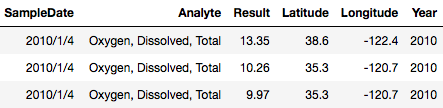 SampleDate Analyte Result Latitude Longitude Year
2010/1/4 Oxygen, Dissolved, Total 13.35 38.6 -122.4 2010
2010/1/4 Oxygen, Dissolved, Total 10.26 35.3 -120.7 2010
2010/1/4 Oxygen, Dissolved, Total 9.97 35.3 -120.7 2010